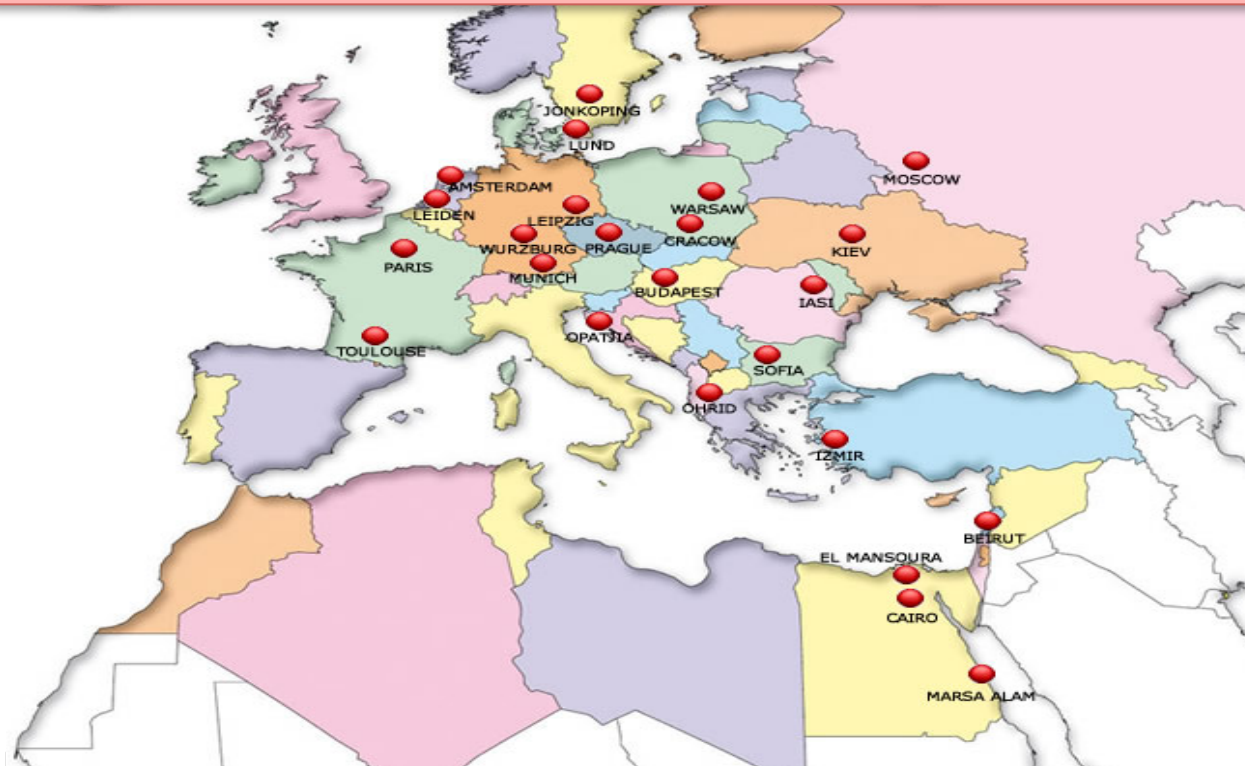 JONKOPING
LUND
MOSCOW
AMSTERDAM
WARSAW
LEIDEN
LEIPZIG
CRACOW
WURZBURG
PRAGUE
KIEV
PARIS
MUNICH
BUDAPEST
IASI
OPATJIA
TOULOUSE
SOFIA
OHRID
IZMIR
BEIRUT
EL MANSOURA
CAIRO
MARSA ALAM